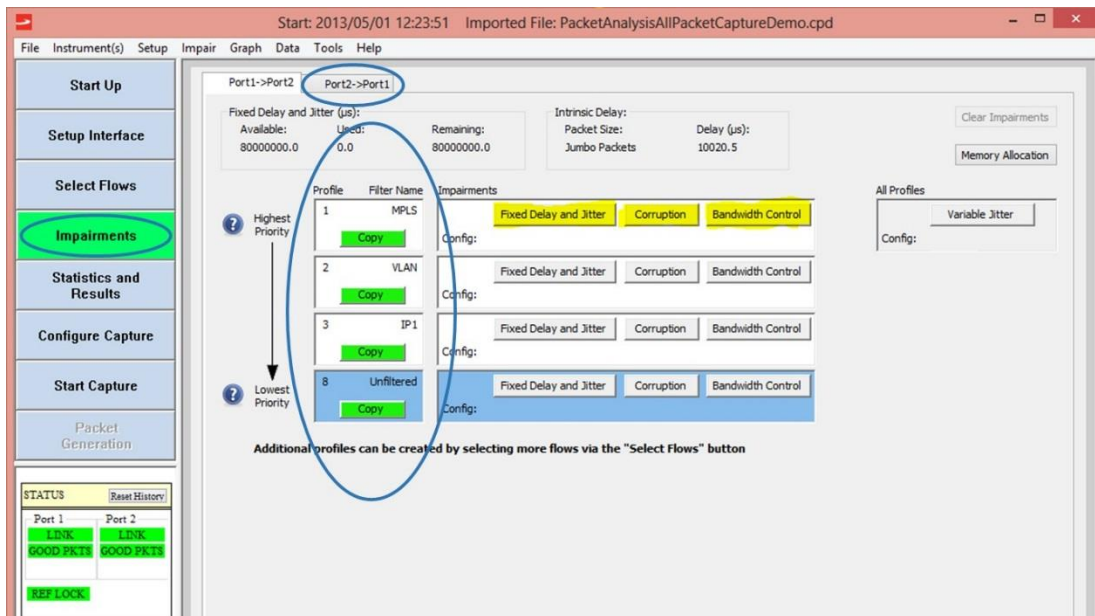 Start: 2013/05/01 12:23:51 Imported File: PacketAnalysisAllPacketCaptureDemo.cpd
File Instrument(s) Setup Impair Graph Data Tools Help
Start Up
Setup Interface
Select Flows
Impairments
Statistics and
Results
Configure Capture
Start Capture
Packet
Generation
STATUS Reset History
Port 1 Port 2
LINK LINK
GOOD PKTS GOOD PKTS
REF LOCK
Port1->Port2 Port2->Port1
Fixed Delay and Jitter (µs):
Available: Used: Remaining:
80000000.0 0.0 80000000.0
Intrinsic Delay:
Packet Size: Delay (µs):
Jumbo Packets 10020.5
Clear Impairments
Memory Allocation
Profile Filter Name Impairments
Highest
Priority
1 MPLS Fixed Delay and Jitter Corruption Bandwidth Control
Copy Config:
2 VLAN Fixed Delay and Jitter Corruption Bandwidth Control
Copy Config:
3 IP1 Fixed Delay and Jitter Corruption Bandwidth Control
Copy Config:
Lowest
Priority
8 Unfiltered Fixed Delay and Jitter Corruption Bandwidth Control
Copy Config:
All Profiles
Variable Jitter
Config:
Additional profiles can be created by selecting more flows via the "Select Flows" button